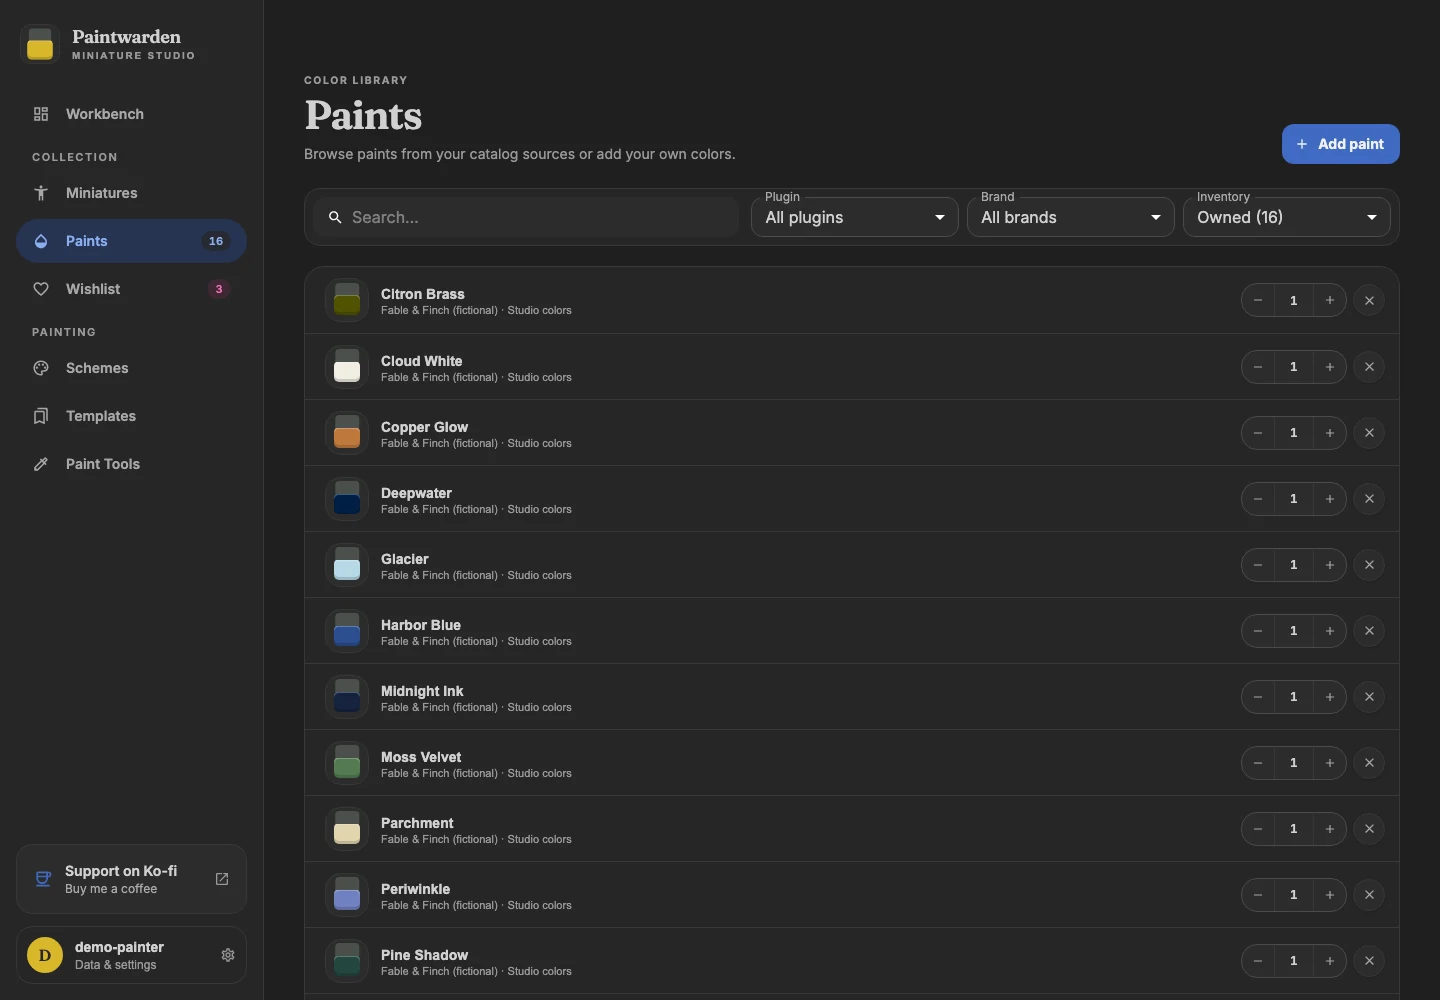 Paintwarden
MINIATURE STUDIO
Workbench
COLLECTION
Miniatures
Paints 16
Wishlist 3
PAINTING
Schemes
Templates
Paint Tools
Support on Ko-fi
Buy me a coffee
D
demo-painter
Data & settings
COLOR LIBRARY
Paints
Browse paints from your catalog sources or add your own colors.
+ Add paint
Search...
Plugin
All plugins
Brand
All brands
Inventory
Owned (16)
Citron Brass
Fable & Finch (fictional) · Studio colors
− 1 + ×
Cloud White
Fable & Finch (fictional) · Studio colors
− 1 + ×
Copper Glow
Fable & Finch (fictional) · Studio colors
− 1 + ×
Deepwater
Fable & Finch (fictional) · Studio colors
− 1 + ×
Glacier
Fable & Finch (fictional) · Studio colors
− 1 + ×
Harbor Blue
Fable & Finch (fictional) · Studio colors
− 1 + ×
Midnight Ink
Fable & Finch (fictional) · Studio colors
− 1 + ×
Moss Velvet
Fable & Finch (fictional) · Studio colors
− 1 + ×
Parchment
Fable & Finch (fictional) · Studio colors
− 1 + ×
Periwinkle
Fable & Finch (fictional) · Studio colors
− 1 + ×
Pine Shadow
Fable & Finch (fictional) · Studio colors
− 1 + ×